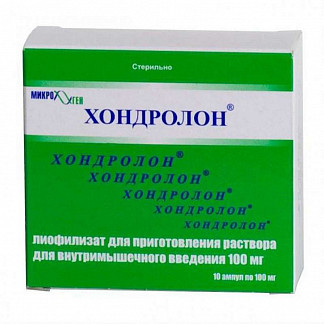 Стерильно
МИКРОГЕН
ХОНДРОЛОН®
ХОНДРОЛОН®
ХОНДРОЛОН®
ХОНДРОЛОН®
ХОНДРОЛОН®
ХОНДРОЛОН®
лиофилизат для приготовления раствора
для внутримышечного введения 100 мг
10 ампул по 100 мг